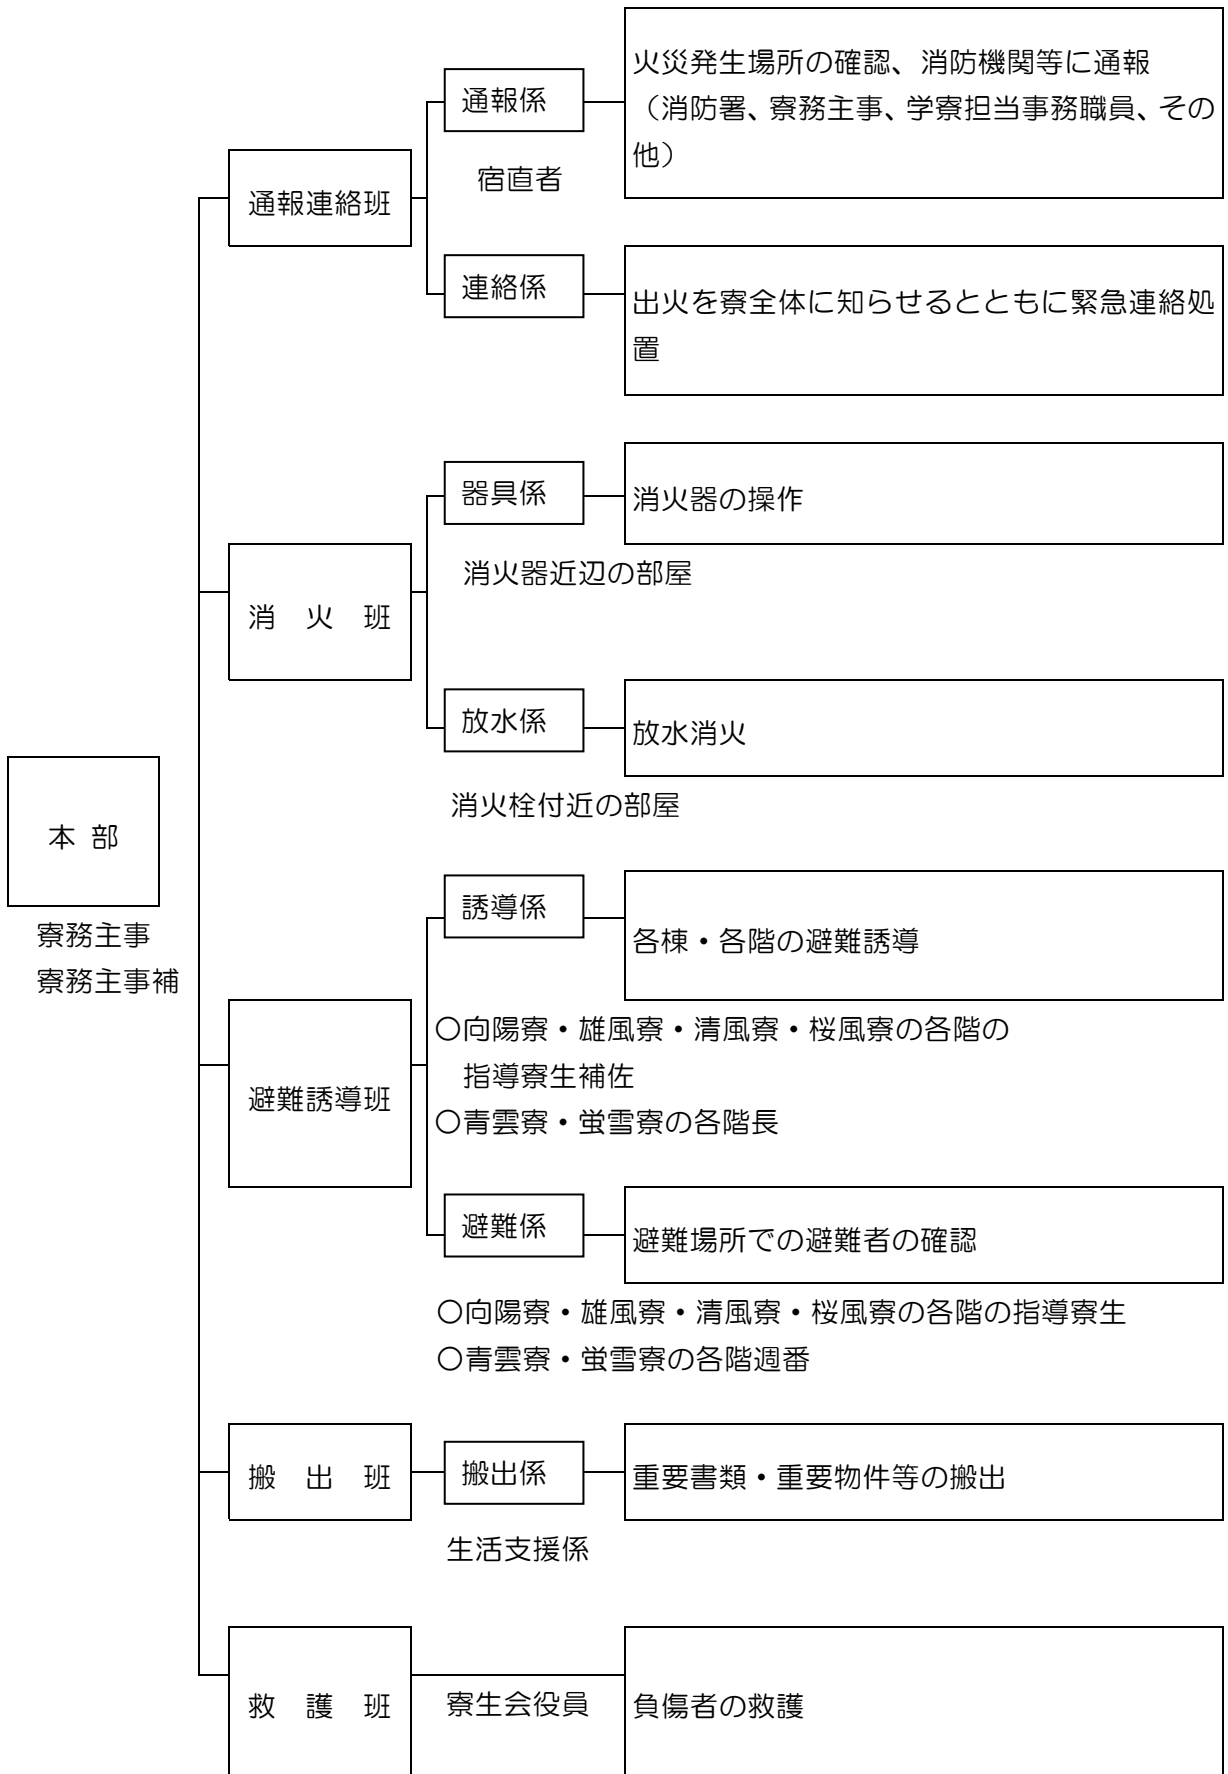 火災発生場所の確認、消防機関等に通報
（消防署、寮務主事、学寮担当事務職員、その
他）
通報係
宿直者
通報連絡班
連絡係
出火を寮全体に知らせるとともに緊急連絡処
置
器具係
消火器の操作
消火器近辺の部屋
消　火　班
放水係
放水消火
消火栓付近の部屋
本 部
寮務主事
寮務主事補
誘導係
各棟・各階の避難誘導
○向陽寮・雄風寮・清風寮・桜風寮の各階の
指導寮生補佐
○青雲寮・蛍雪寮の各階長
避難誘導班
避難係
避難場所での避難者の確認
○向陽寮・雄風寮・清風寮・桜風寮の各階の指導寮生
○青雲寮・蛍雪寮の各階週番
搬　出　班
搬出係
重要書類・重要物件等の搬出
生活支援係
救　護　班
寮生会役員
負傷者の救護